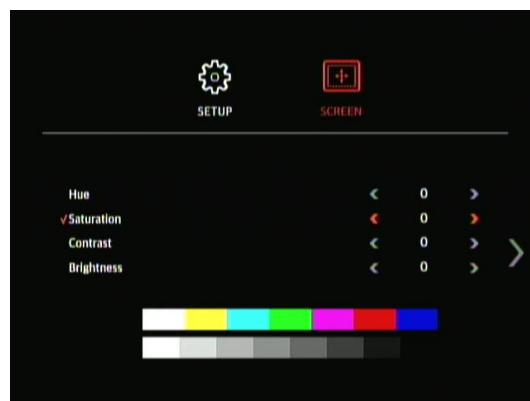 SETUP
SCREEN
Hue 0
√Saturation 0
Contrast 0
Brightness 0